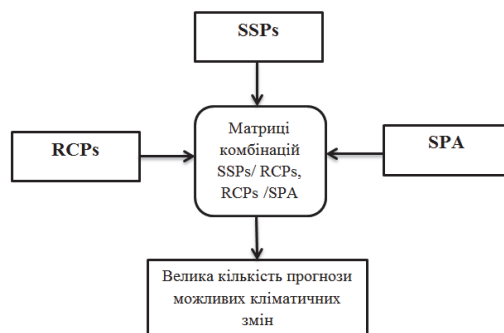 SSPs
RCPs
Матриці
комбінацій
SSPs/ RCPs,
RCPs /SPA
SPA
Велика кількість прогнози
можливих кліматичних
змін